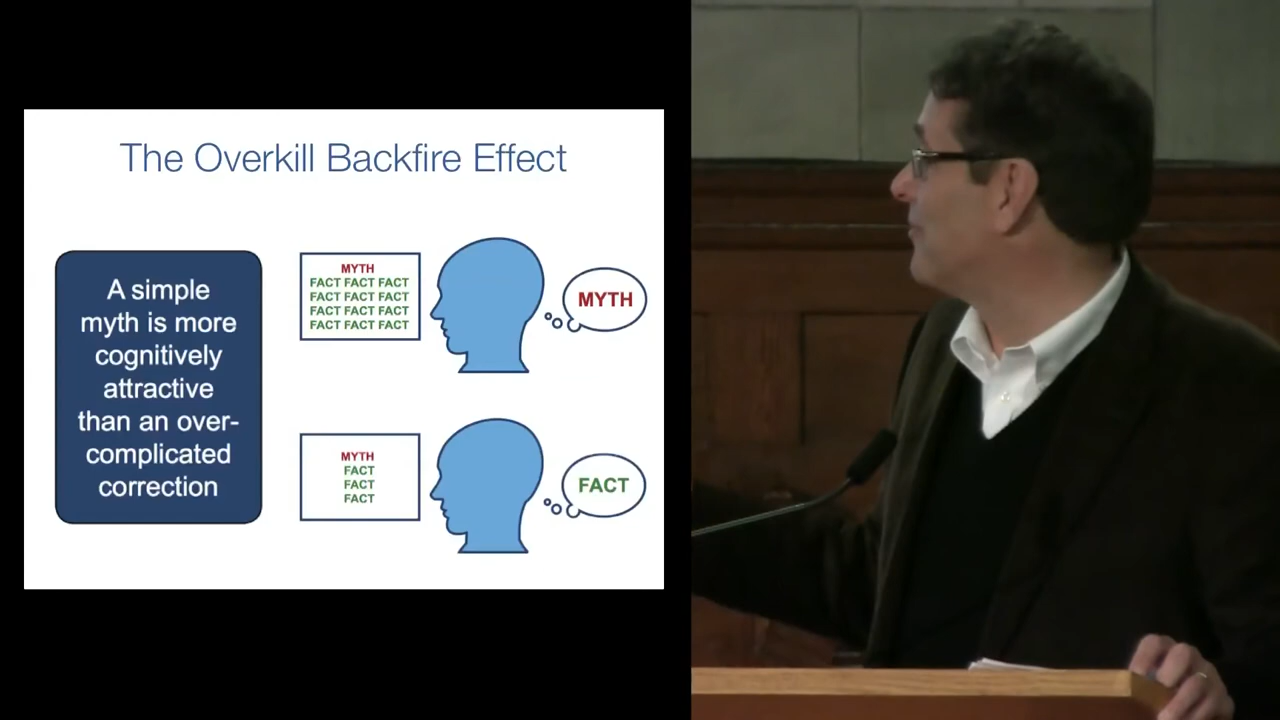 The Overkill Backfire Effect
A simple
myth is more
cognitively
attractive
than an over-
complicated
correction
MYTH
FACT FACT FACT
FACT FACT FACT
FACT FACT FACT
FACT FACT FACT
MYTH
MYTH
FACT
FACT
FACT
FACT